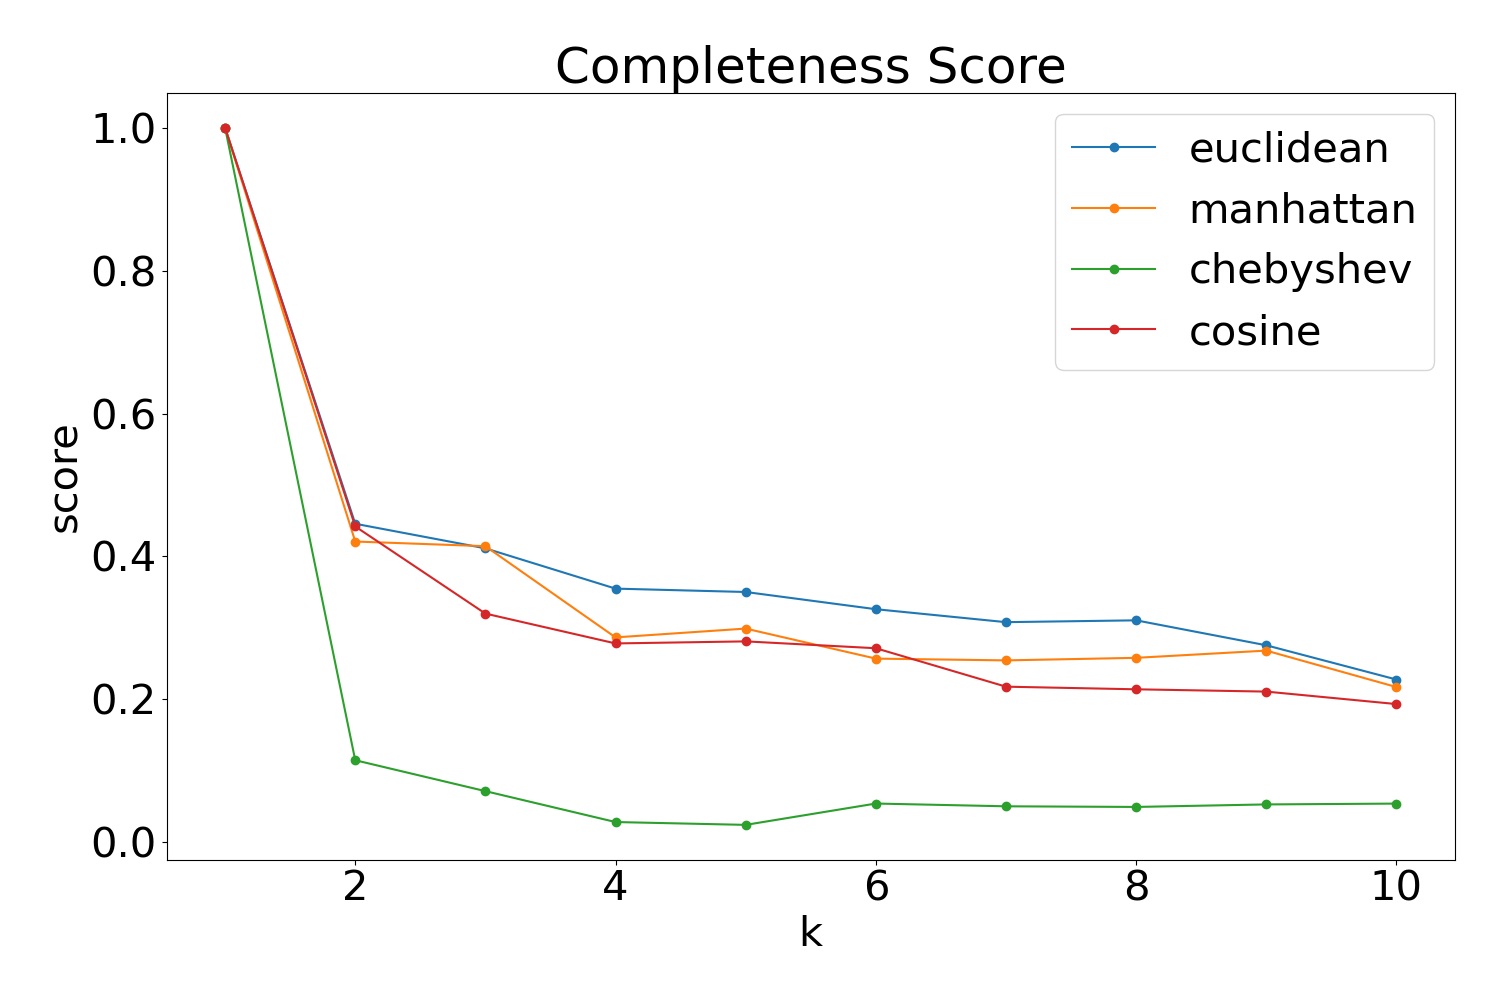 Completeness Score
1.0
0.8
0.6
0.4
0.2
0.0
score
2 4 6 8 10
k
euclidean
manhattan
chebyshev
cosine